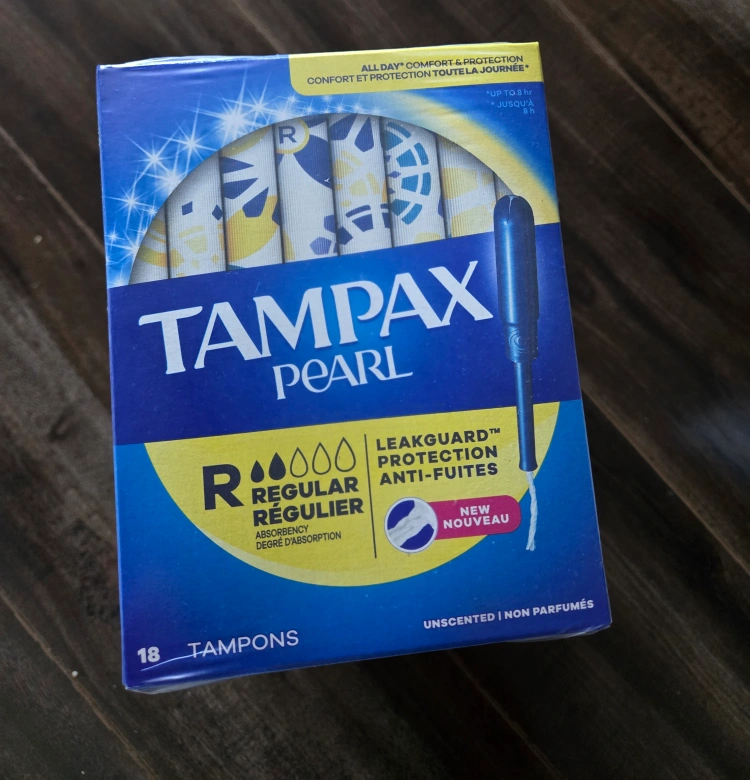 ALL DAY* COMFORT & PROTECTION
CONFORT ET PROTECTION TOUTE LA JOURNÉE*
*UP TO 8 hr
* JUSQU'À
8 h
R
TAMPAX
PEARL
R
REGULAR
RÉGULIER
ABSORBENCY
DEGRÉ D'ABSORPTION
LEAKGUARD™
PROTECTION
ANTI-FUITES
NEW
NOUVEAU
UNSCENTED | NON PARFUMÉS
18 TAMPONS